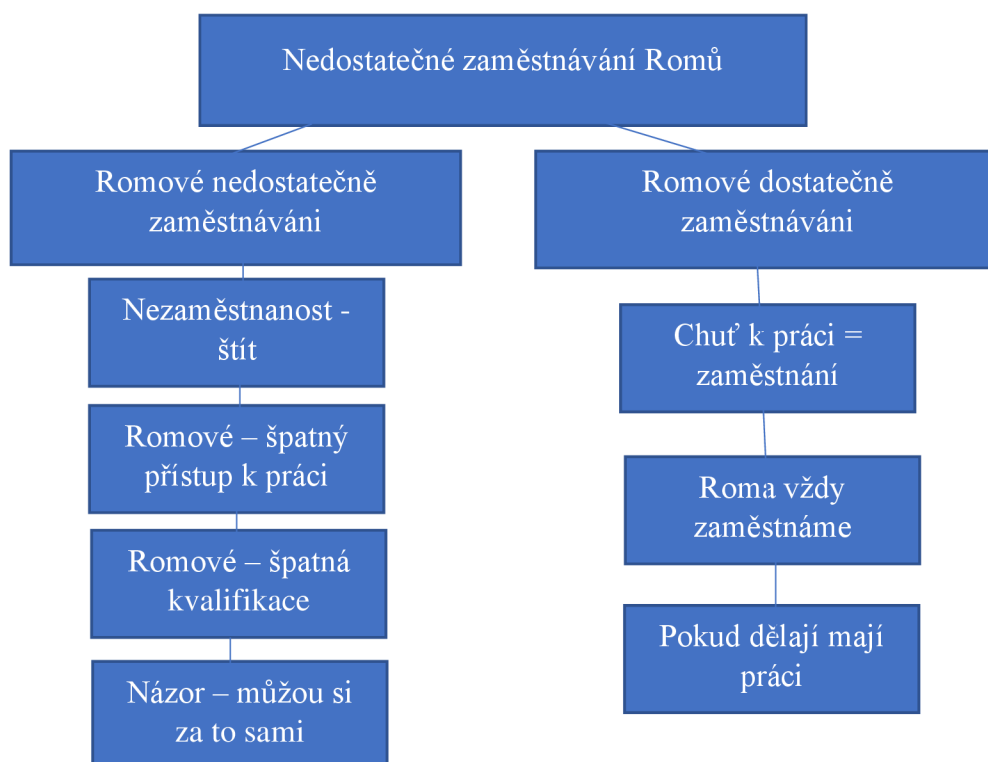 Nedostatečné zaměstnávání Romů
Romové nedostatečně
zaměstnáváni
Nezaměstnanost -
štít
Romové – špatný
přístup k práci
Romové – špatná
kvalifikace
Názor – můžou si
za to sami
Romové dostatečně
zaměstnáváni
Chuť k práci =
zaměstnání
Roma vždy
zaměstnáme
Pokud dělají mají
práci